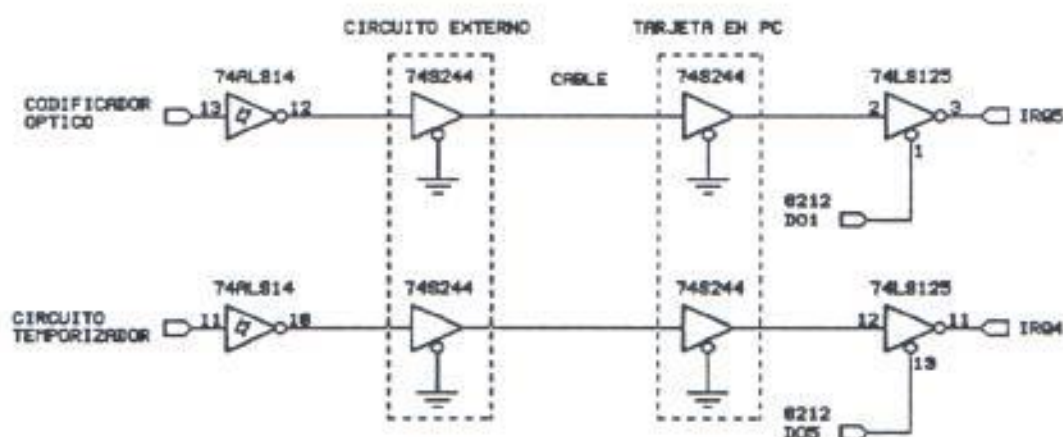 CIRCUITO EXTERNO
TARJETA EN PC
74ALS14
74S244
CABLE
74S244
74LS125
CODIFICADOR
OPTICO
13
12
2
3
IRQ5
1
8212
DO1
74ALS14
74S244
74S244
74LS125
CIRCUITO
TEMPORIZADOR
11
10
12
11
IRQ4
13
8212
DO5